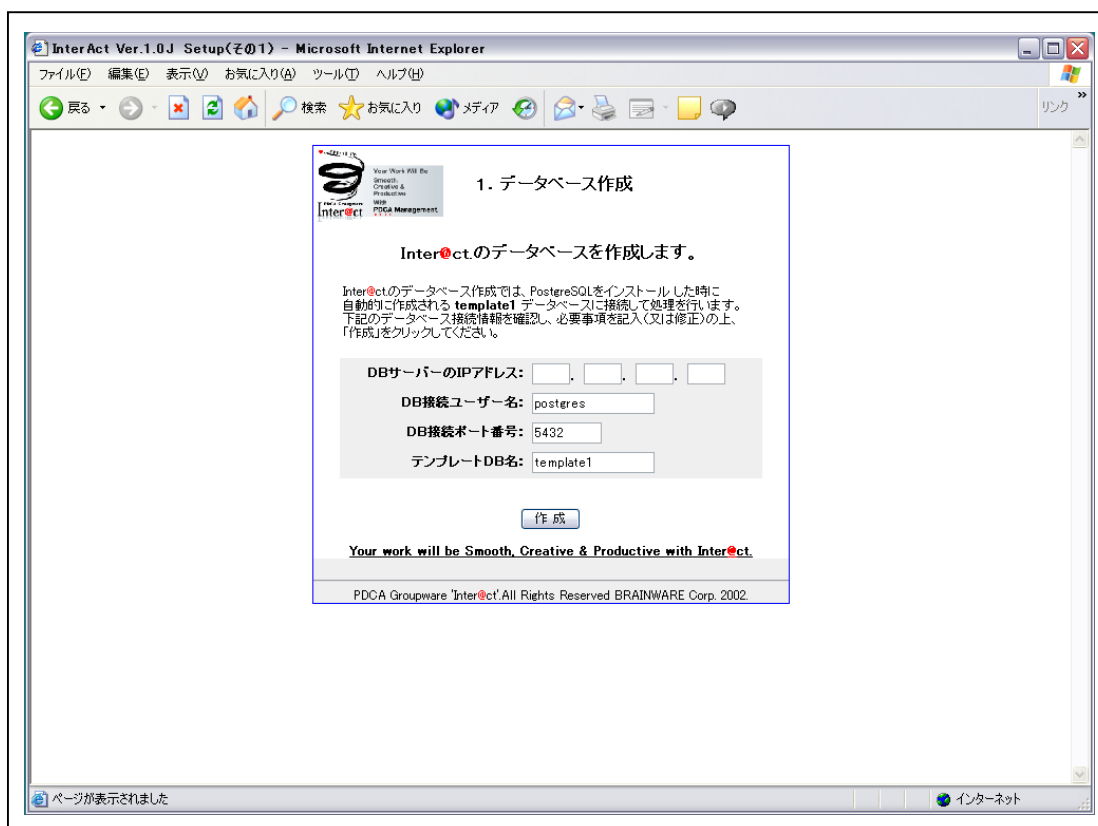 InterAct Ver.1.0J Setup(その1) - Microsoft Internet Explorer
ファイル(F) 編集(E) 表示(V) お気に入り(A) ツール(T) ヘルプ(H)
戻る 検索 お気に入り メディア リンク »
Your Work Will Be
Smooth,
Creative &
Productive
With
PDCA Management.
Inter@ct
1. データベース作成
Inter@ct.のデータベースを作成します。
Inter@ct.のデータベース作成では、PostgreSQLをインストール した時に
自動的に作成される template1 データベースに接続して処理を行います。
下記のデータベース接続情報を確認し、必要事項を記入(又は修正)の上、
「作成」をクリックしてください。
DBサーバーのIPアドレス: . . .
DB接続ユーザー名: postgres
DB接続ポート番号: 5432
テンプレートDB名: template1
作 成
Your work will be Smooth, Creative & Productive with Inter@ct.
PDCA Groupware 'Inter@ct'.All Rights Reserved BRAINWARE Corp. 2002.
ページが表示されました インターネット